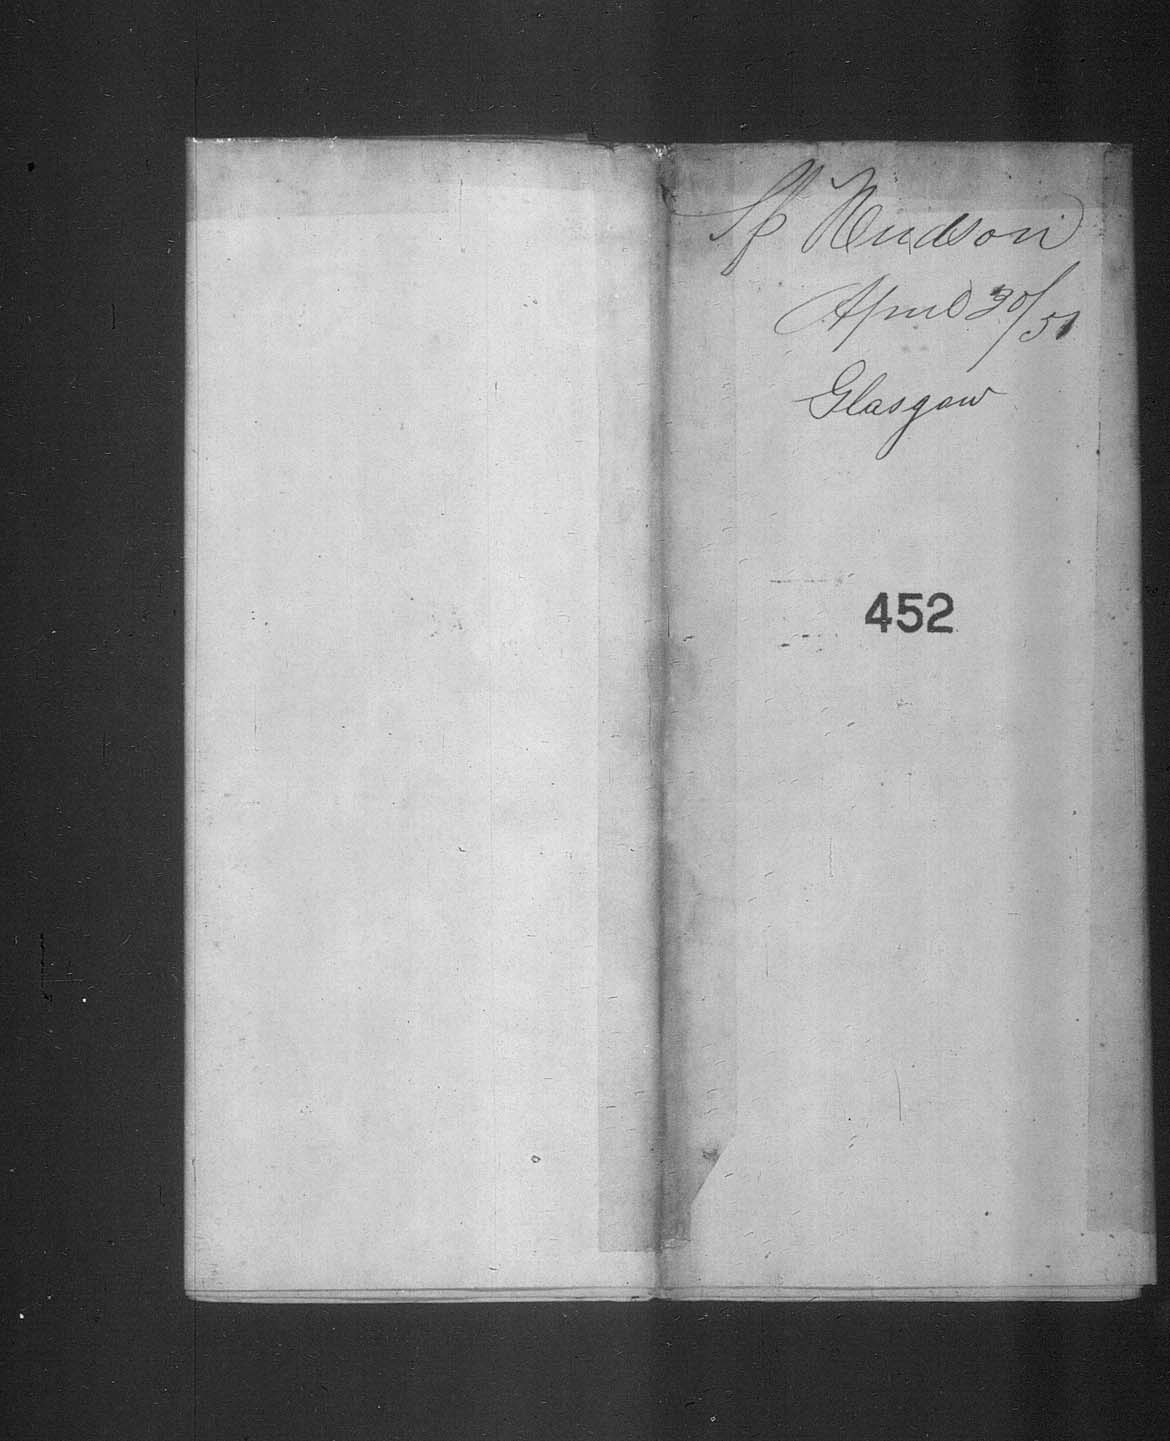 Sp Hudson
April 30/51
Glasgow
452